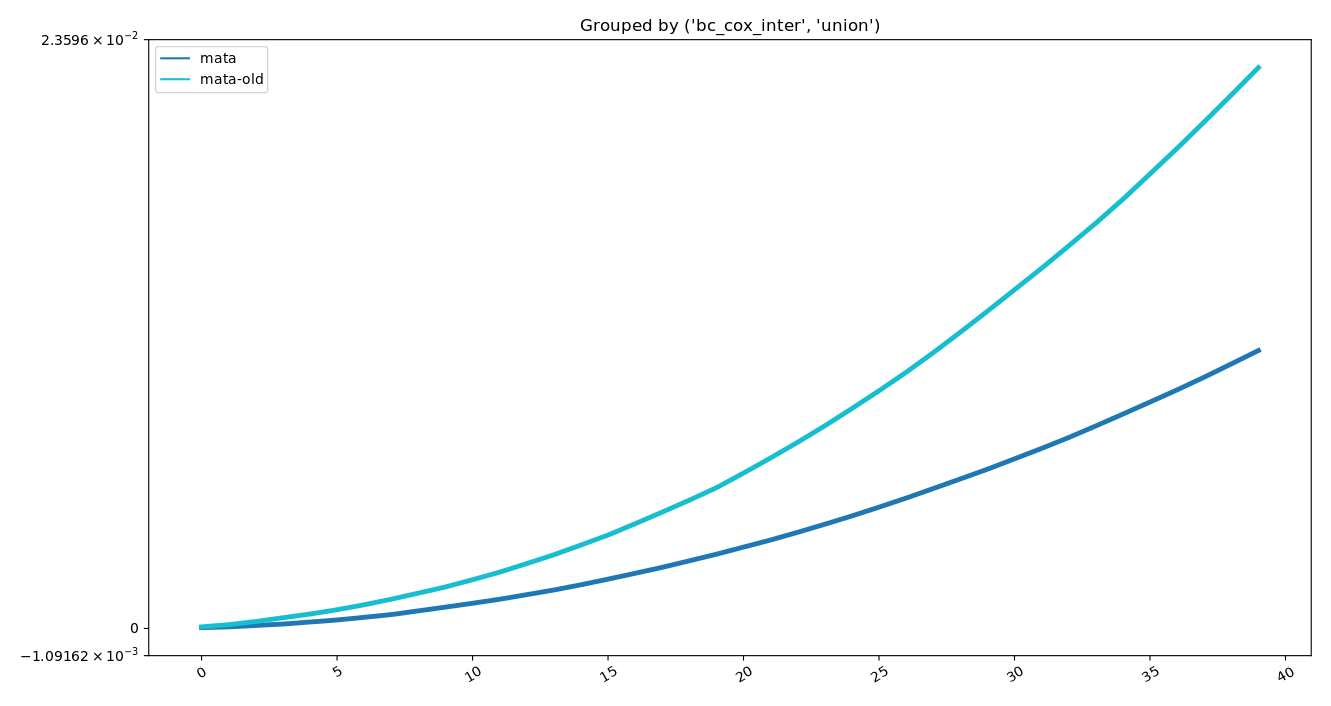 Grouped by ('bc_cox_inter', 'union')
2.3596 × 10⁻²
mata
mata-old
0
−1.09162 × 10⁻³
0 5 10 15 20 25 30 35 40